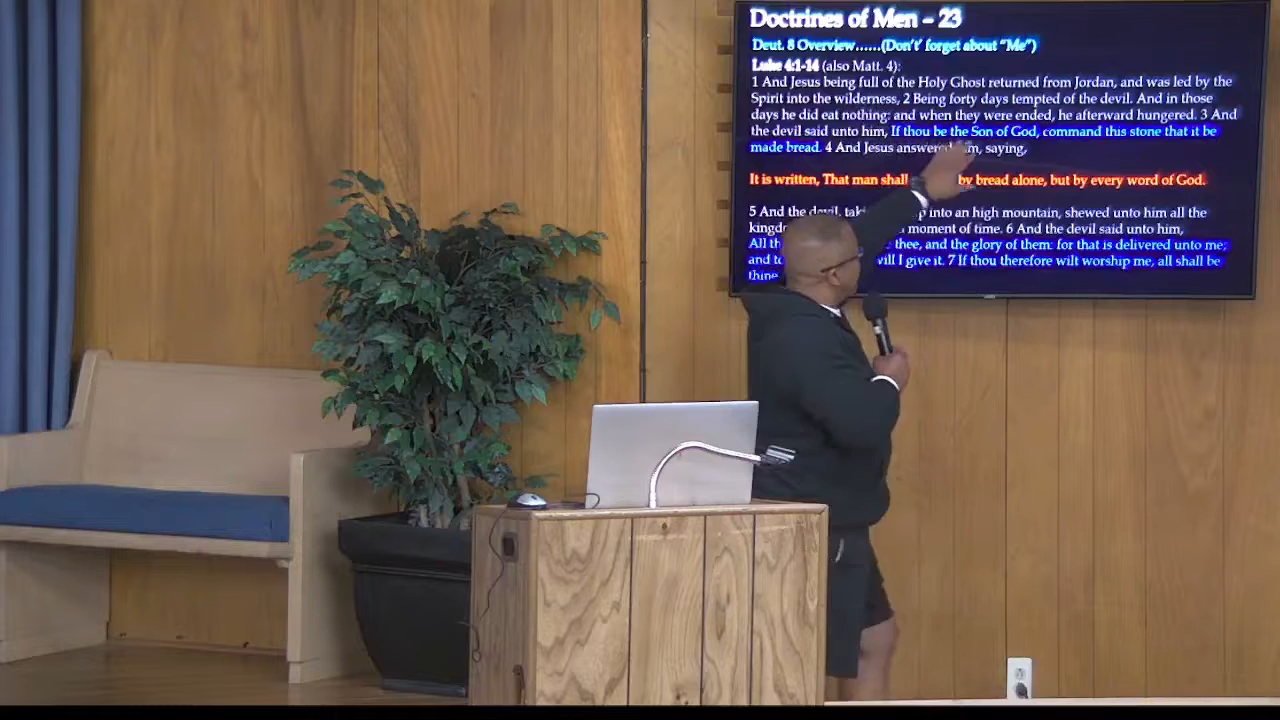 Doctrines of Men – 23
Deut. 8 Overview……(Don't' forget about "Me")
Luke 4:1-14 (also Matt. 4):
1 And Jesus being full of the Holy Ghost returned from Jordan, and was led by the
Spirit into the wilderness, 2 Being forty days tempted of the devil. And in those
days he did eat nothing: and when they were ended, he afterward hungered. 3 And
the devil said unto him, If thou be the Son of God, command this stone that it be
made bread. 4 And Jesus answered him, saying,
It is written, That man shall by bread alone, but by every word of God.
5 And the devil, into an high mountain, shewed unto him all the
moment of time. 6 And the devil said unto him,
All thee, and the glory of them: for that is delivered unto me;
and will I give it. 7 If thou therefore wilt worship me, all shall be
thine